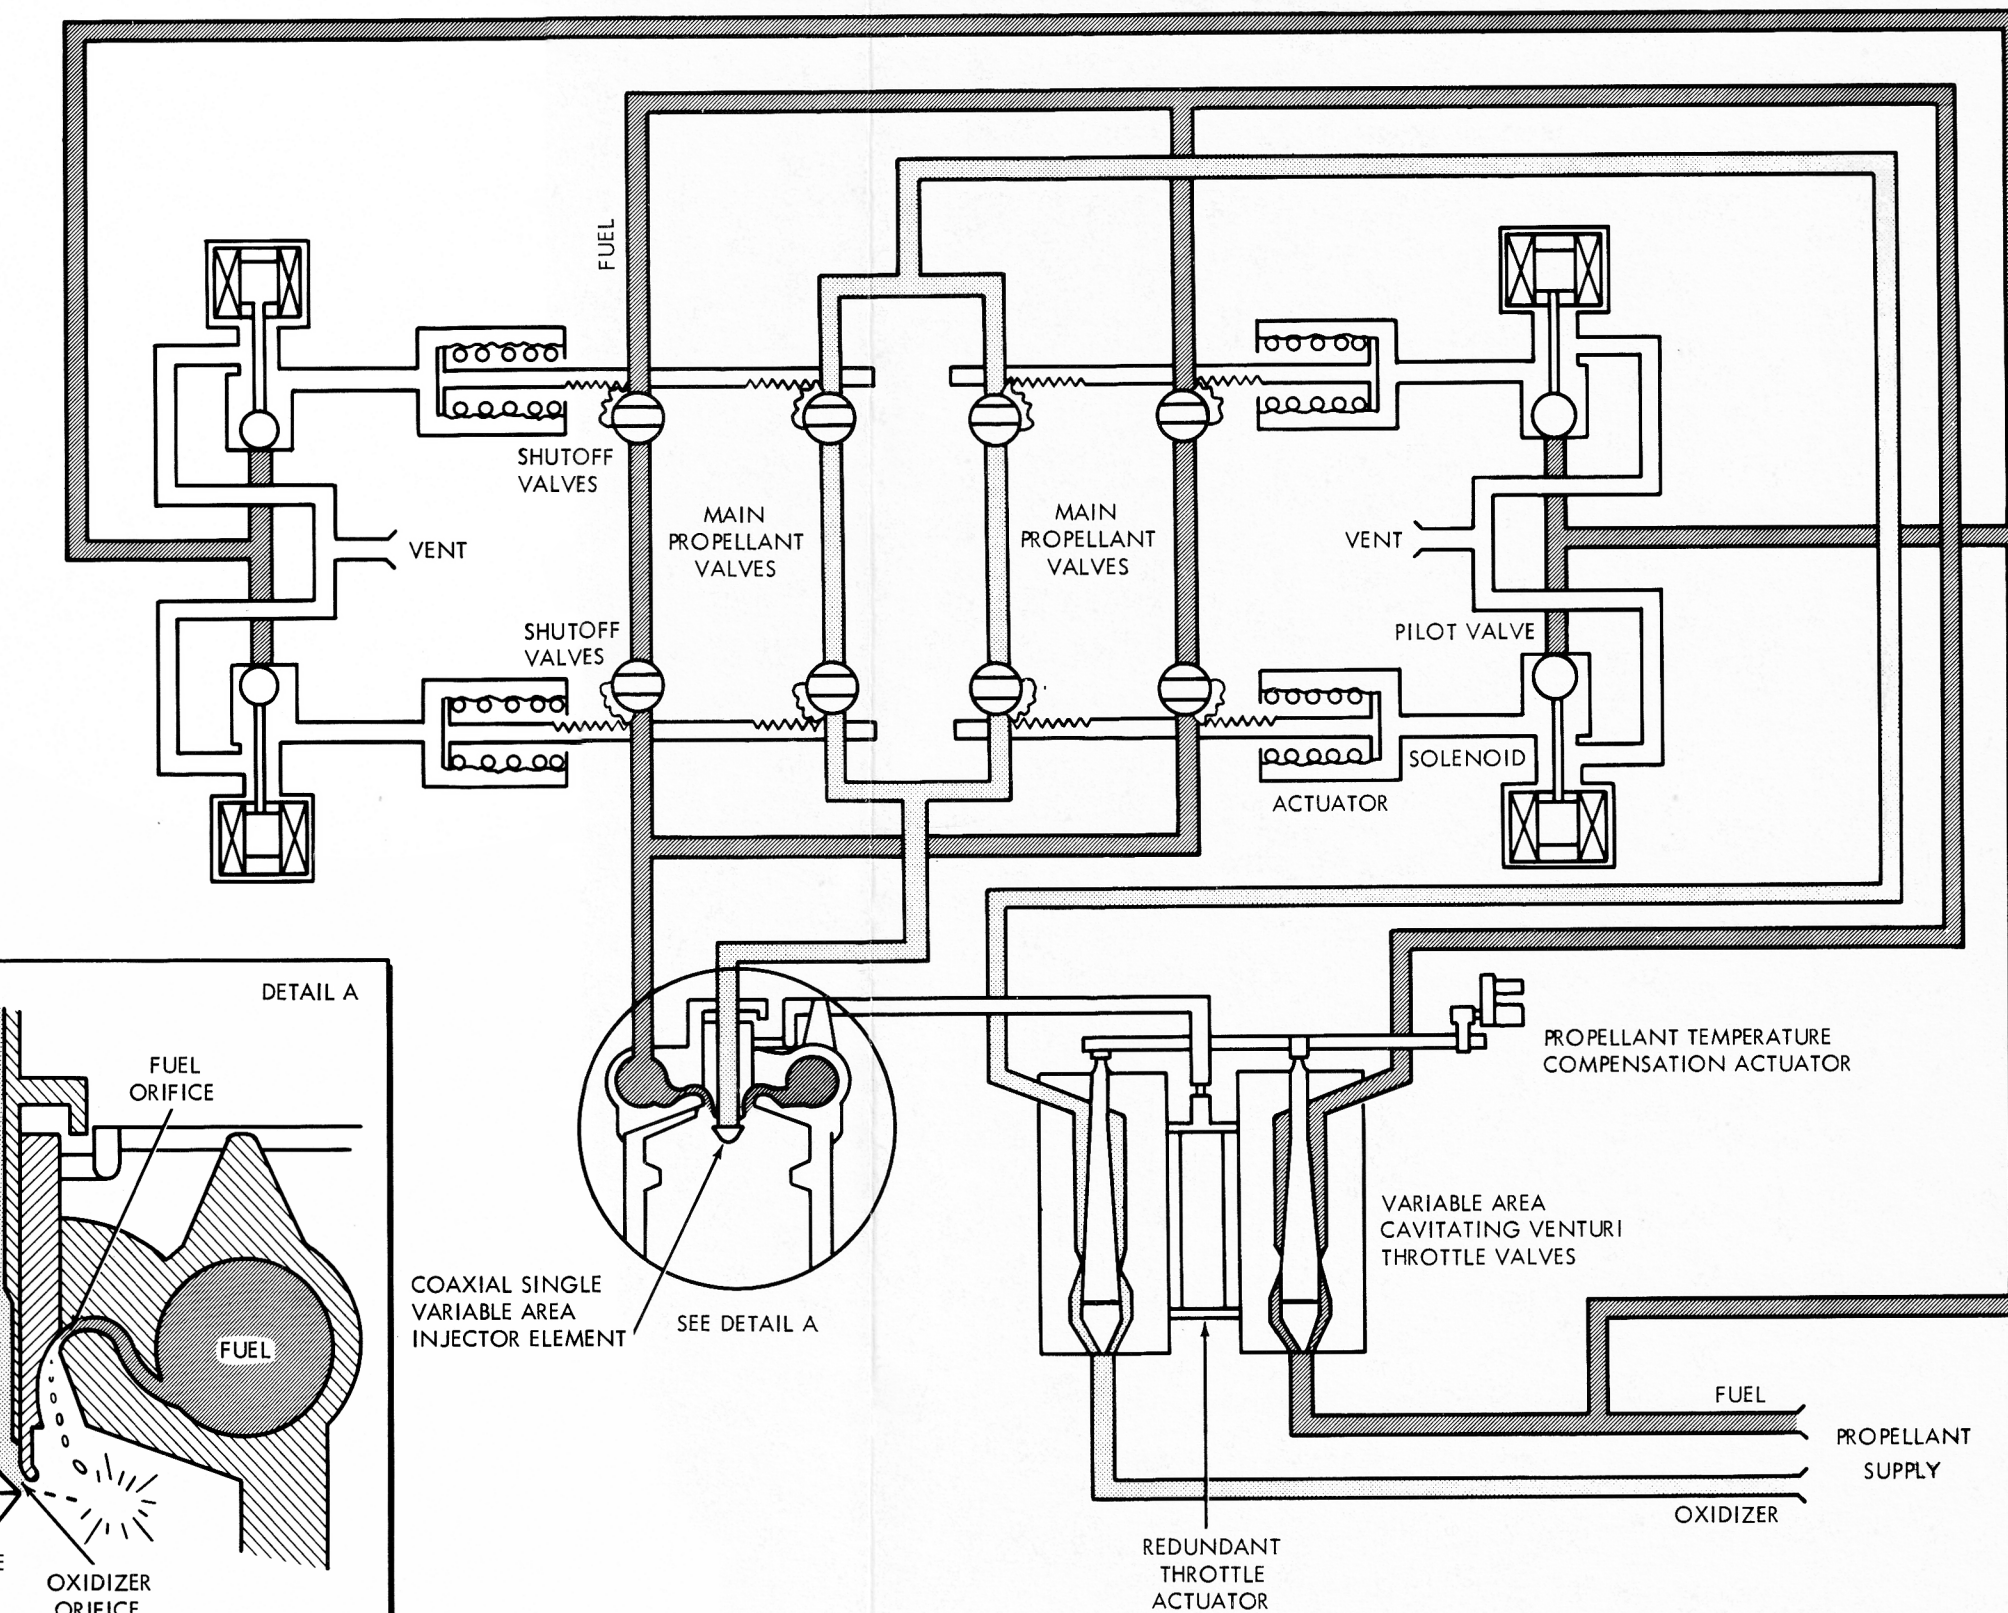 FUEL
SHUTOFF
VALVES
MAIN
PROPELLANT
VALVES
MAIN
PROPELLANT
VALVES
VENT
VENT
SHUTOFF
VALVES
PILOT VALVE
SOLENOID
ACTUATOR
DETAIL A
FUEL
ORIFICE
PROPELLANT TEMPERATURE
COMPENSATION ACTUATOR
VARIABLE AREA
CAVITATING VENTURI
THROTTLE VALVES
COAXIAL SINGLE
VARIABLE AREA
INJECTOR ELEMENT
SEE DETAIL A
FUEL
FUEL
PROPELLANT
SUPPLY
OXIDIZER
REDUNDANT
THROTTLE
ACTUATOR
E
OXIDIZER
ORIFICE